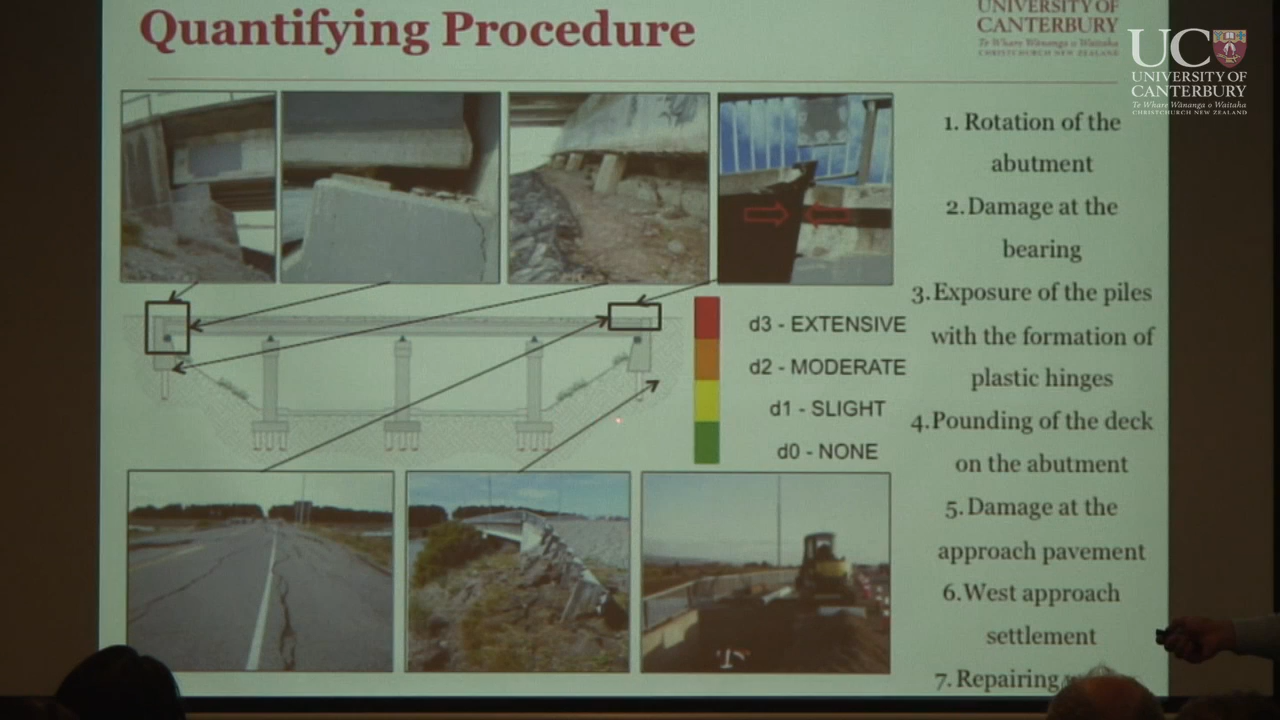 Quantifying Procedure
UNIVERSITY OF
CANTERBURY
Te Whare Wānanga o Waitaha
CHRISTCHURCH NEW ZEALAND
UC
UNIVERSITY OF
CANTERBURY
Te Whare Wānanga o Waitaha
CHRISTCHURCH NEW ZEALAND
1. Rotation of the
abutment
2. Damage at the
bearing
3. Exposure of the piles
with the formation of
plastic hinges
4. Pounding of the deck
on the abutment
5. Damage at the
approach pavement
6. West approach
settlement
7. Repairing
d3 - EXTENSIVE
d2 - MODERATE
d1 - SLIGHT
d0 - NONE